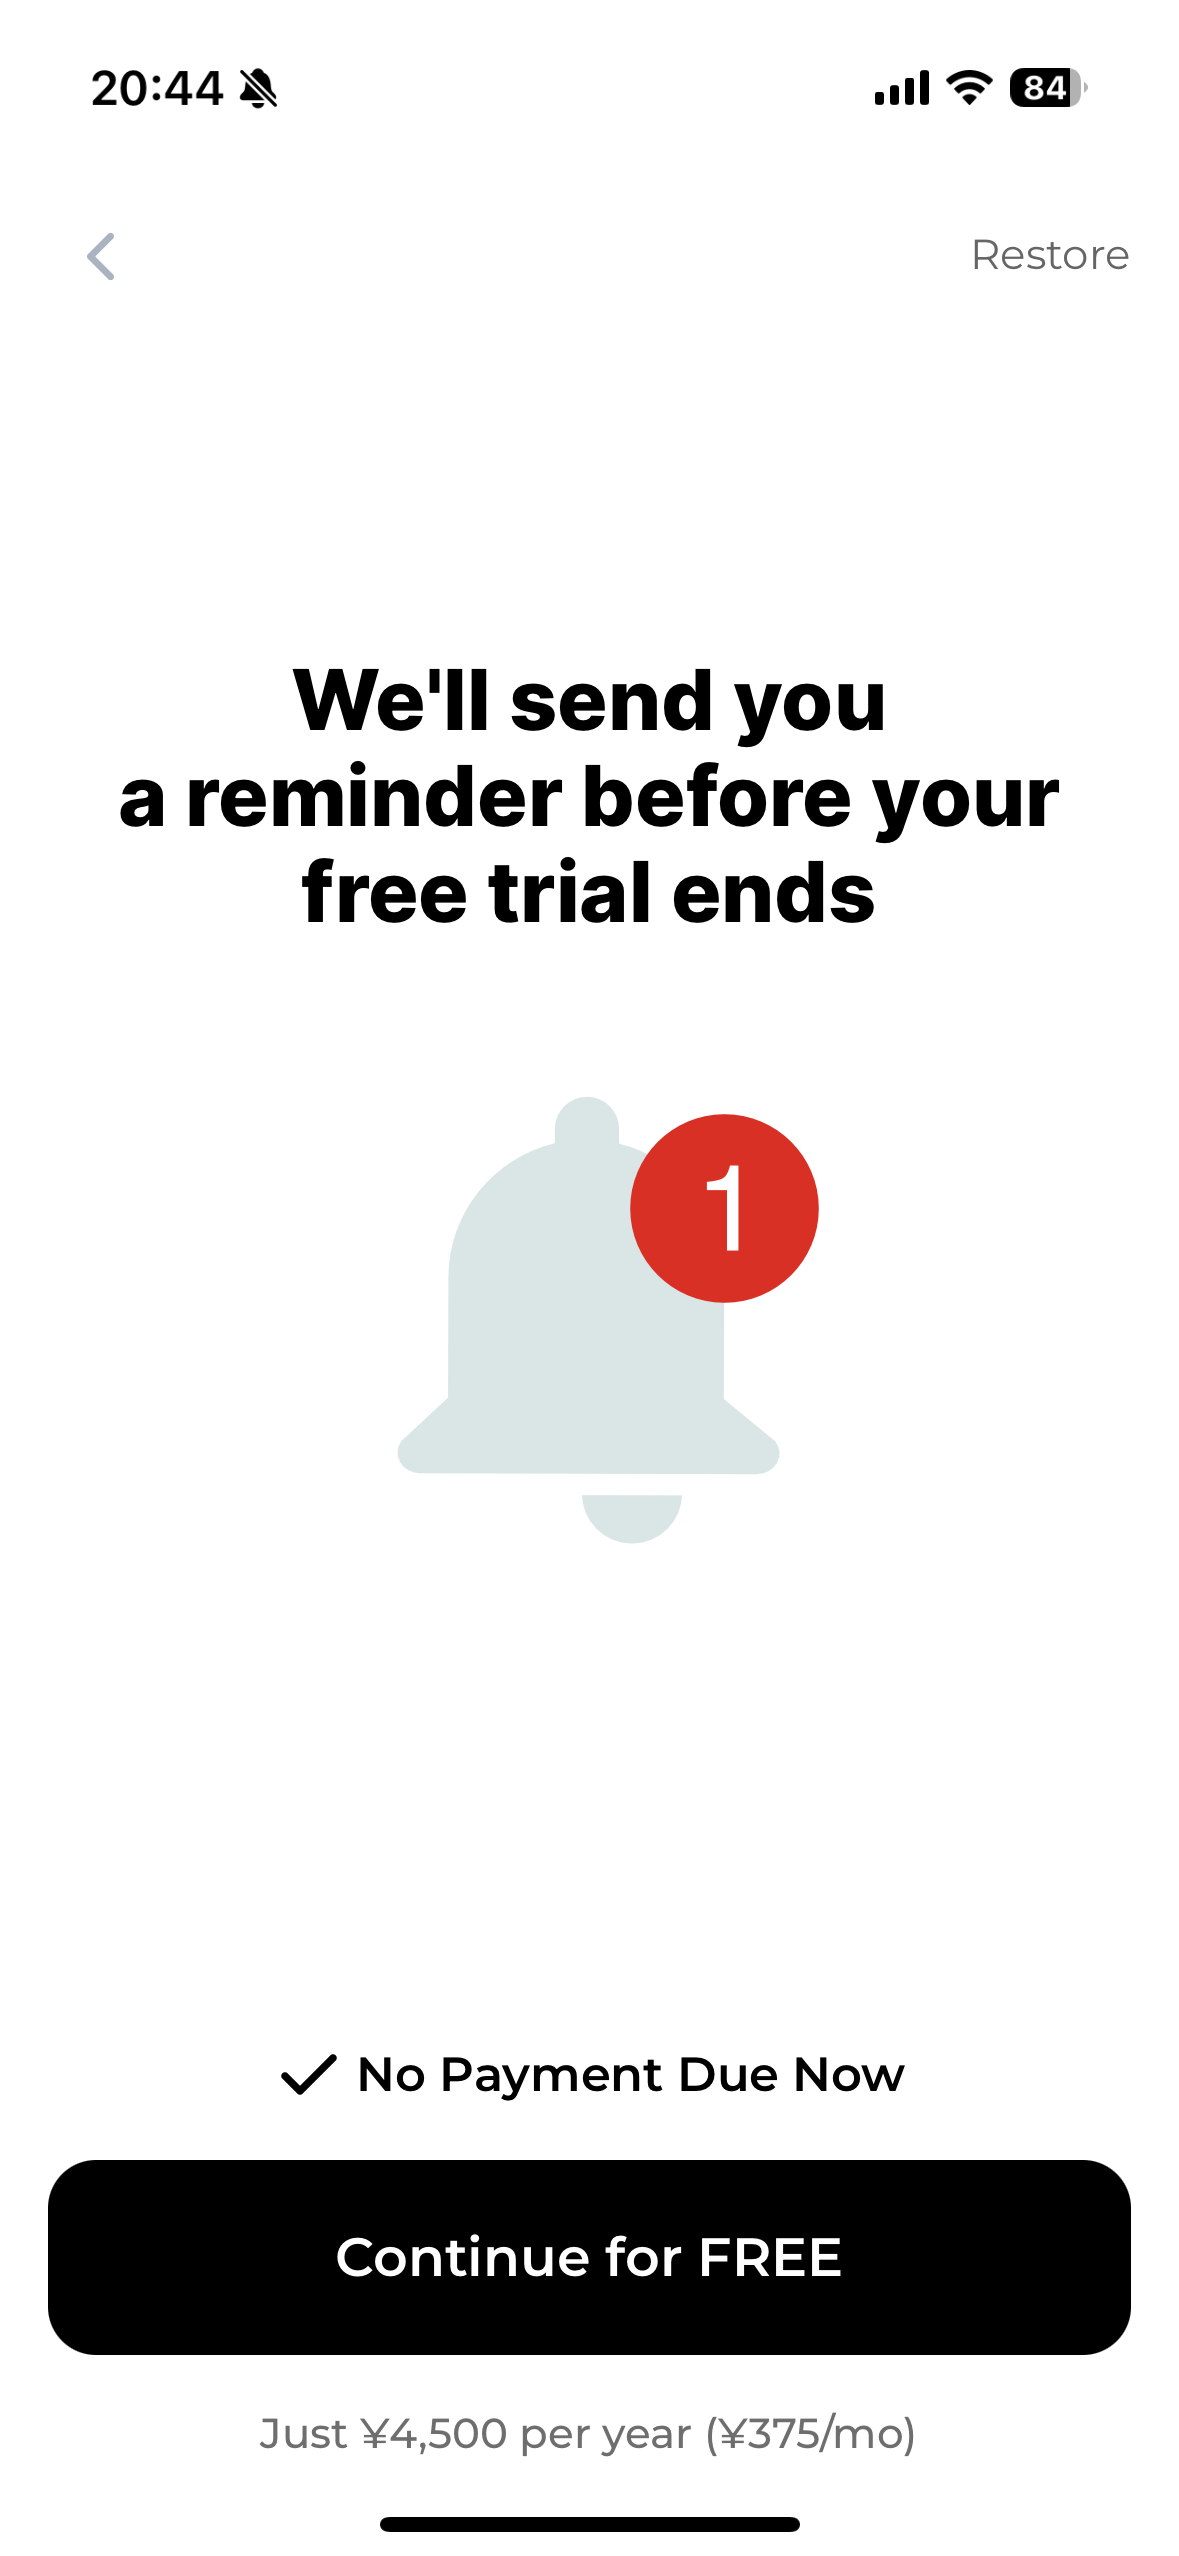 20:44
84
Restore
We'll send you
a reminder before your
free trial ends
1
No Payment Due Now
Continue for FREE
Just ¥4,500 per year (¥375/mo)